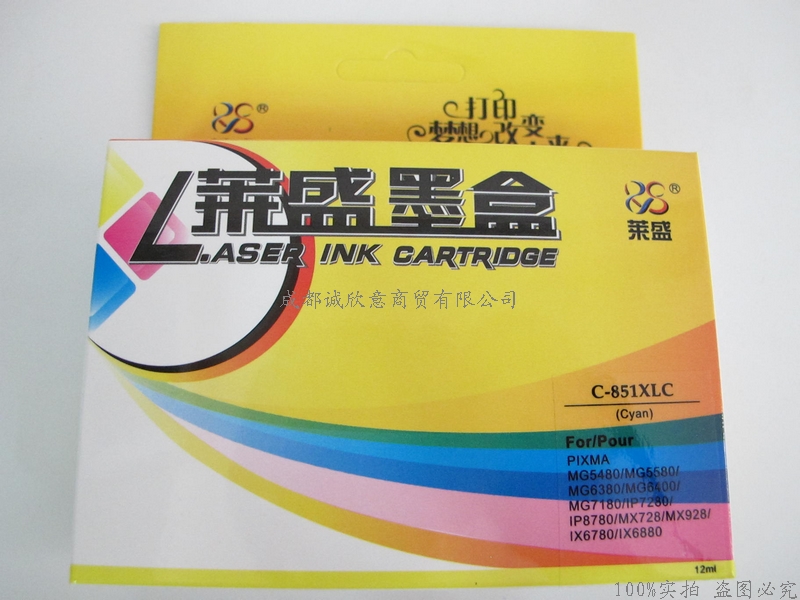 ®
打印
梦想 改变
未来
莱盛墨盒
LASER INK CARTRIDGE
®
莱盛
成都诚欣意商贸有限公司
C-851XLC
(Cyan)
For/Pour
PIXMA
MG5480/MG5580/
MG6380/MG6400/
MG7180/IP7280/
IP8780/MX728/MX928/
IX6780/IX6880
12ml
100%实拍 盗图必究